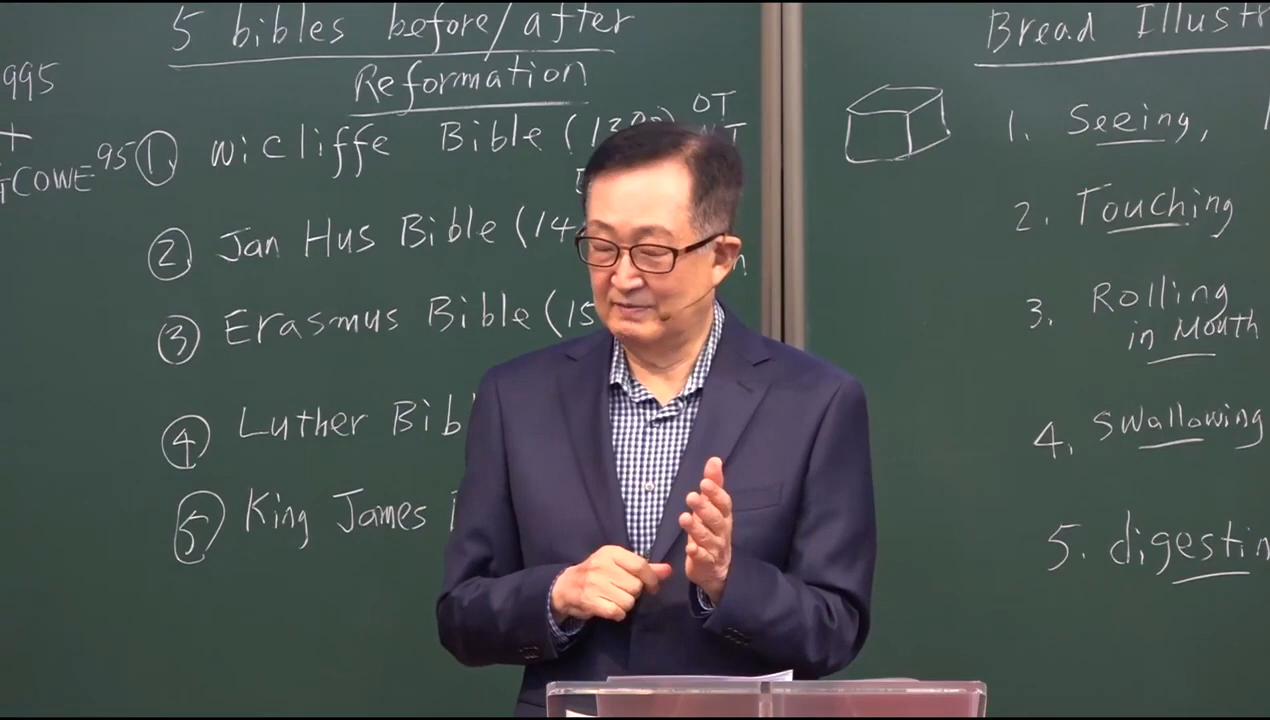 5 bibles before/after
Reformation
995
+
COWE 95
① wicliffe Bible (13 OT
② Jan Hus Bible (14
③ Erasmus Bible (15
④ Luther Bib
⑤ King James
Bread Illust
1. Seeing,
2. Touching
3. Rolling
in Mouth
4. Swallowing
5. digestin